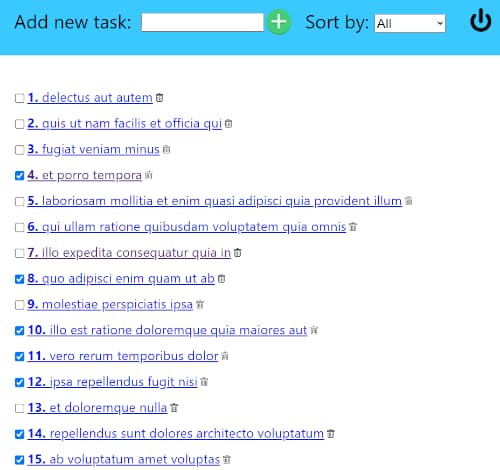 Add new task: Sort by: All
1. delectus aut autem
2. quis ut nam facilis et officia qui
3. fugiat veniam minus
4. et porro tempora
5. laboriosam mollitia et enim quasi adipisci quia provident illum
6. qui ullam ratione quibusdam voluptatem quia omnis
7. illo expedita consequatur quia in
8. quo adipisci enim quam ut ab
9. molestiae perspiciatis ipsa
10. illo est ratione doloremque quia maiores aut
11. vero rerum temporibus dolor
12. ipsa repellendus fugit nisi
13. et doloremque nulla
14. repellendus sunt dolores architecto voluptatum
15. ab voluptatum amet voluptas